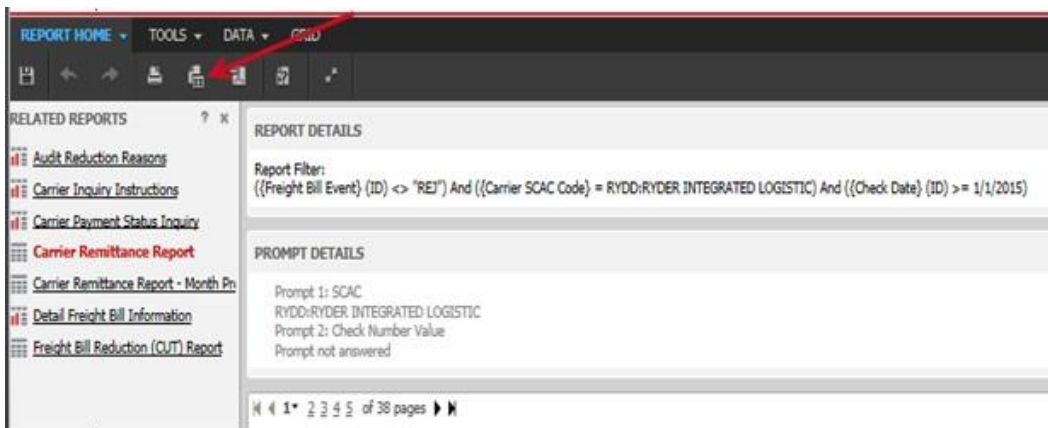 REPORT HOME TOOLS DATA GRID
RELATED REPORTS ? x
Audit Reduction Reasons
Carrier Inquiry Instructions
Carrier Payment Status Inquiry
Carrier Remittance Report
Carrier Remittance Report - Month Pr
Detail Freight Bill Information
Freight Bill Reduction (CUT) Report
REPORT DETAILS
Report Filter:
({Freight Bill Event} (ID) <> "REJ") And ({Carrier SCAC Code} = RYDD:RYDER INTEGRATED LOGISTIC) And ({Check Date} (ID) >= 1/1/2015)
PROMPT DETAILS
Prompt 1: SCAC
RYDD:RYDER INTEGRATED LOGISTIC
Prompt 2: Check Number Value
Prompt not answered
1 2 3 4 5 of 38 pages